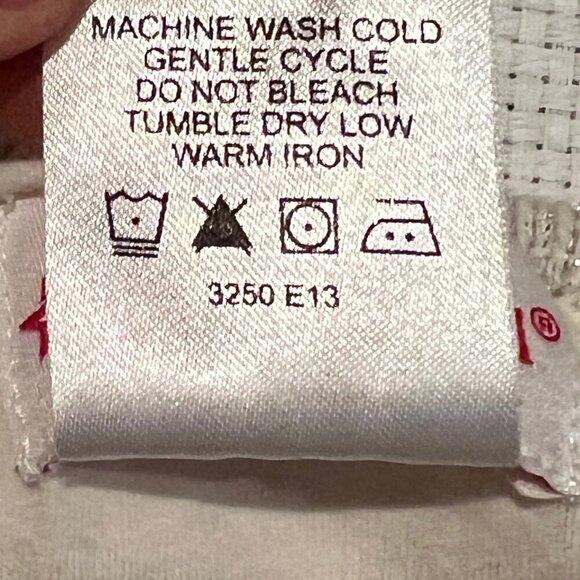 MACHINE WASH COLD
GENTLE CYCLE
DO NOT BLEACH
TUMBLE DRY LOW
WARM IRON
3250 E13
®